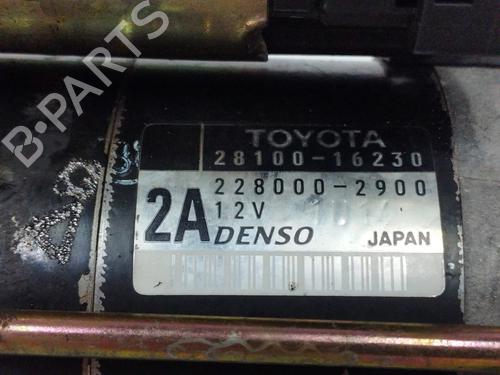 TOYOTA
28100-16230
228000-2900
2A
12V
DENSO
JAPAN
B-PARTS